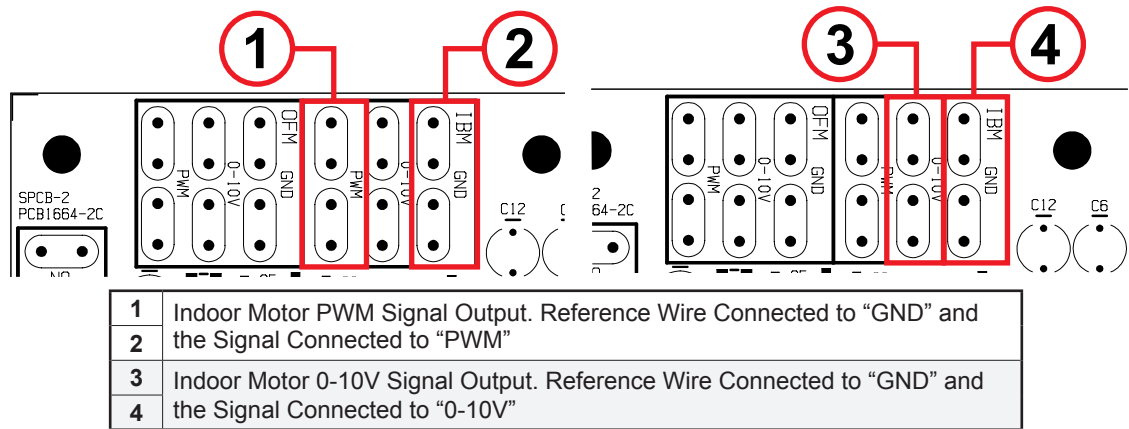 1
2
3
4
OFM
IBM
PWM
0-10V
GND
PWM
0-10V
GND
SPCB-2
PCB1664-2C
C12
OFM
IBM
PWM
0-10V
GND
PWM
0-10V
GND
2
64-2C
C12
C6
1
Indoor Motor PWM Signal Output. Reference Wire Connected to “GND” and
2
the Signal Connected to “PWM”
3
Indoor Motor 0-10V Signal Output. Reference Wire Connected to “GND” and
4
the Signal Connected to “0-10V”